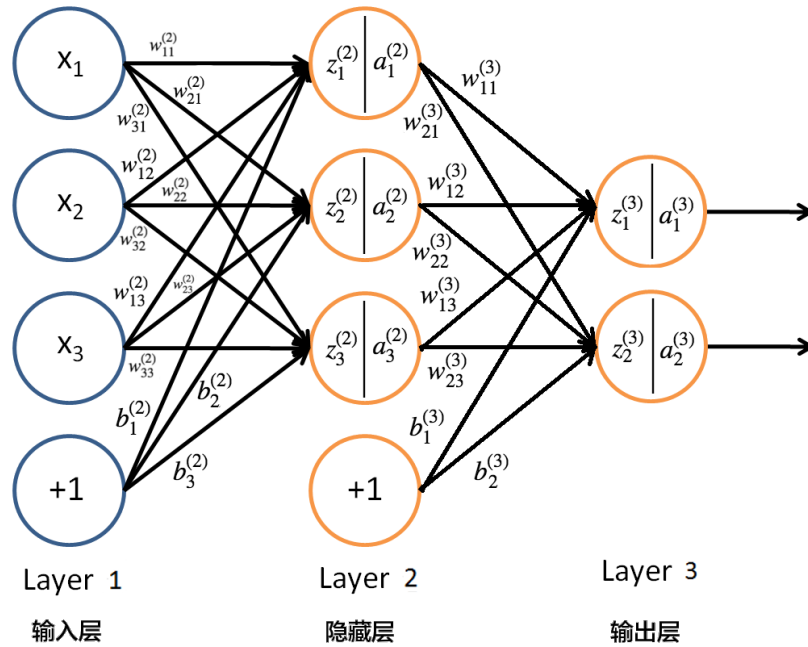 x₁
w₁₁⁽²⁾
w₂₁⁽²⁾
w₃₁⁽²⁾
z₁⁽²⁾ a₁⁽²⁾
w₁₁⁽³⁾
w₂₁⁽³⁾
x₂
w₁₂⁽²⁾
w₂₂⁽²⁾
w₃₂⁽²⁾
z₂⁽²⁾ a₂⁽²⁾
w₁₂⁽³⁾
w₂₂⁽³⁾
z₁⁽³⁾ a₁⁽³⁾
x₃
w₁₃⁽²⁾
w₂₃⁽²⁾
w₃₃⁽²⁾
z₃⁽²⁾ a₃⁽²⁾
w₁₃⁽³⁾
w₂₃⁽³⁾
z₂⁽³⁾ a₂⁽³⁾
+1
b₁⁽²⁾
b₂⁽²⁾
b₃⁽²⁾
+1
b₁⁽³⁾
b₂⁽³⁾
Layer 1
Layer 2
Layer 3
输入层
隐藏层
输出层